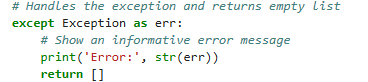 # Handles the exception and returns empty list
except Exception as err:
# Show an informative error message
print('Error:', str(err))
return []